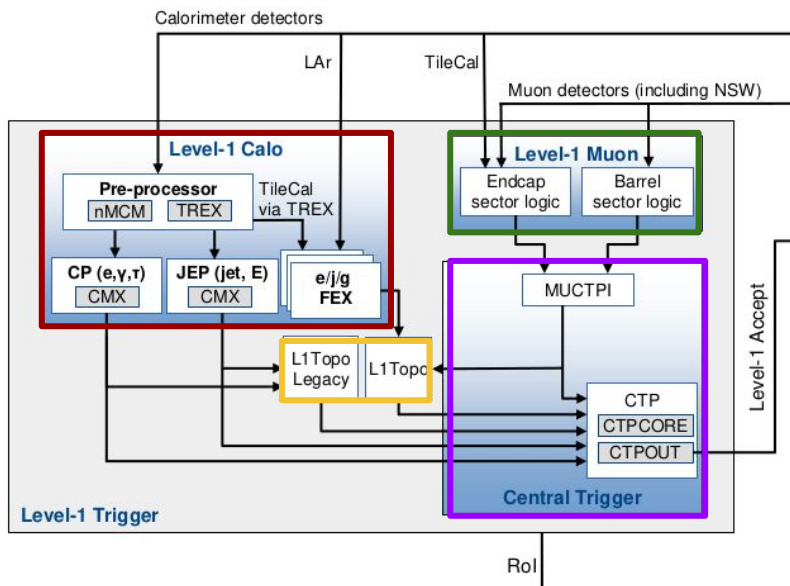 Calorimeter detectors
LAr
TileCal
Muon detectors (including NSW)
Level-1 Calo
Level-1 Muon
Pre-processor
nMCM
TREX
TileCal
via TREX
Endcap
sector logic
Barrel
sector logic
CP (e,γ,τ)
CMX
JEP (jet, E)
CMX
e/j/g
FEX
MUCTPI
L1Topo
Legacy
L1Topo
CTP
CTPCORE
CTPOUT
Level-1 Accept
Central Trigger
Level-1 Trigger
RoI